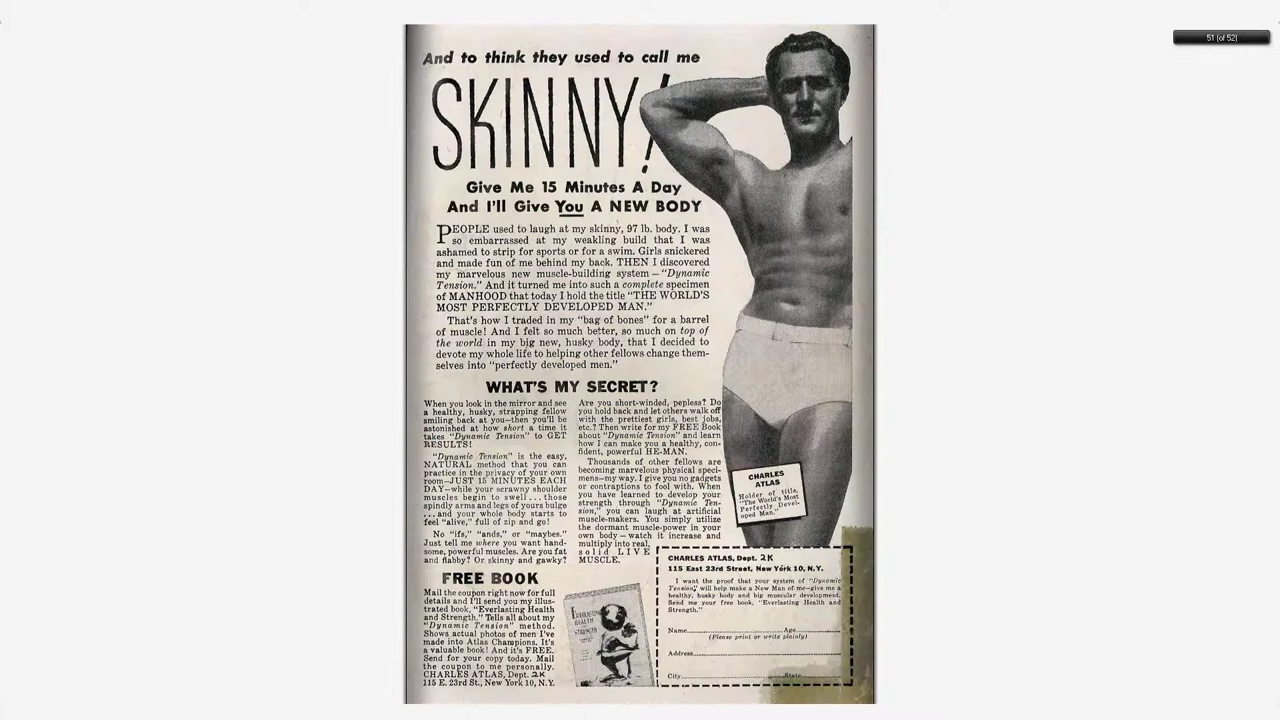 51 (of 52)
And to think they used to call me
SKINNY!
Give Me 15 Minutes A Day
And I'll Give You A NEW BODY
PEOPLE used to laugh at my skinny, 97 lb. body. I was
so embarrassed at my weakling build that I was
ashamed to strip for sports or for a swim. Girls snickered
and made fun of me behind my back. THEN I discovered
my marvelous new muscle-building system – "Dynamic
Tension." And it turned me into such a complete specimen
of MANHOOD that today I hold the title "THE WORLD'S
MOST PERFECTLY DEVELOPED MAN."
That's how I traded in my "bag of bones" for a barrel
of muscle! And I felt so much better, so much on top of
the world in my big new, husky body, that I decided to
devote my whole life to helping other fellows change them-
selves into "perfectly developed men."
WHAT'S MY SECRET?
When you look in the mirror and see
a healthy, husky, strapping fellow
smiling back at you—then you'll be
astonished at how short a time it
takes "Dynamic Tension" to GET
RESULTS!
"Dynamic Tension" is the easy,
NATURAL method that you can
practice in the privacy of your own
room—JUST 15 MINUTES EACH
DAY—while your scrawny shoulder
muscles begin to swell . . . those
spindly arms and legs of yours bulge
. . . and your whole body starts to
feel "alive," full of zip and go!
No "ifs," "ands," or "maybes."
Just tell me where you want hand-
some, powerful muscles. Are you fat
and flabby? Or skinny and gawky?
Are you short-winded, pepless? Do
you hold back and let others walk off
with the prettiest girls, best jobs,
etc.? Then write for my FREE Book
about "Dynamic Tension" and learn
how I can make you a healthy, con-
fident, powerful HE-MAN.
Thousands of other fellows are
becoming marvelous physical speci-
mens—my way. I give you no gadgets
or contraptions to fool with. When
you have learned to develop your
strength through "Dynamic Ten-
sion," you can laugh at artificial
muscle-makers. You simply utilize
the dormant muscle-power in your
own body – watch it increase and
multiply into real,
solid LIVE
MUSCLE.
CHARLES
ATLAS
Holder of title,
"The World's Most
Perfectly Devel-
oped Man."
FREE BOOK
Mail the coupon right now for full
details and I'll send you my illus-
trated book, "Everlasting Health
and Strength." Tells all about my
"Dynamic Tension" method.
Shows actual photos of men I've
made into Atlas Champions. It's
a valuable book! And it's FREE.
Send for your copy today. Mail
the coupon to me personally.
CHARLES ATLAS, Dept. 2K
115 E. 23rd St., New York 10, N.Y.
EVERLASTING
HEALTH
AND
STRENGTH
CHARLES ATLAS, Dept. 2K
115 East 23rd Street, New York 10, N.Y.
I want the proof that your system of "Dynamic
Tension" will help make a New Man of me—give me a
healthy, husky body and big muscular development.
Send me your free book, "Everlasting Health and
Strength."
Name Age
(Please print or write plainly)
Address
City State